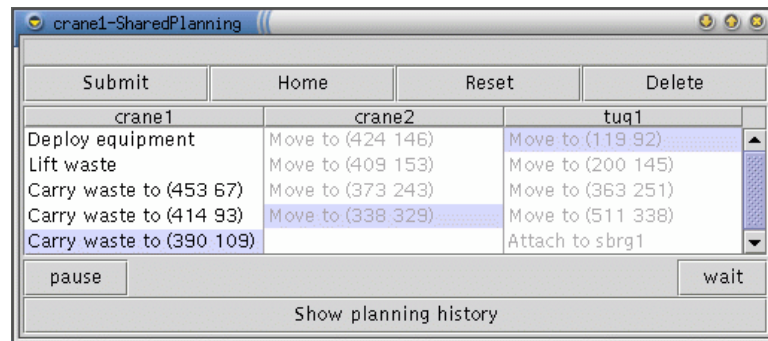 crane1-SharedPlanning
Submit Home Reset Delete
crane1 crane2 tug1
Deploy equipment Move to (424 146) Move to (119 92)
Lift waste Move to (409 153) Move to (200 145)
Carry waste to (453 67) Move to (373 243) Move to (363 251)
Carry waste to (414 93) Move to (338 329) Move to (511 338)
Carry waste to (390 109) Attach to sbrg1
pause wait
Show planning history